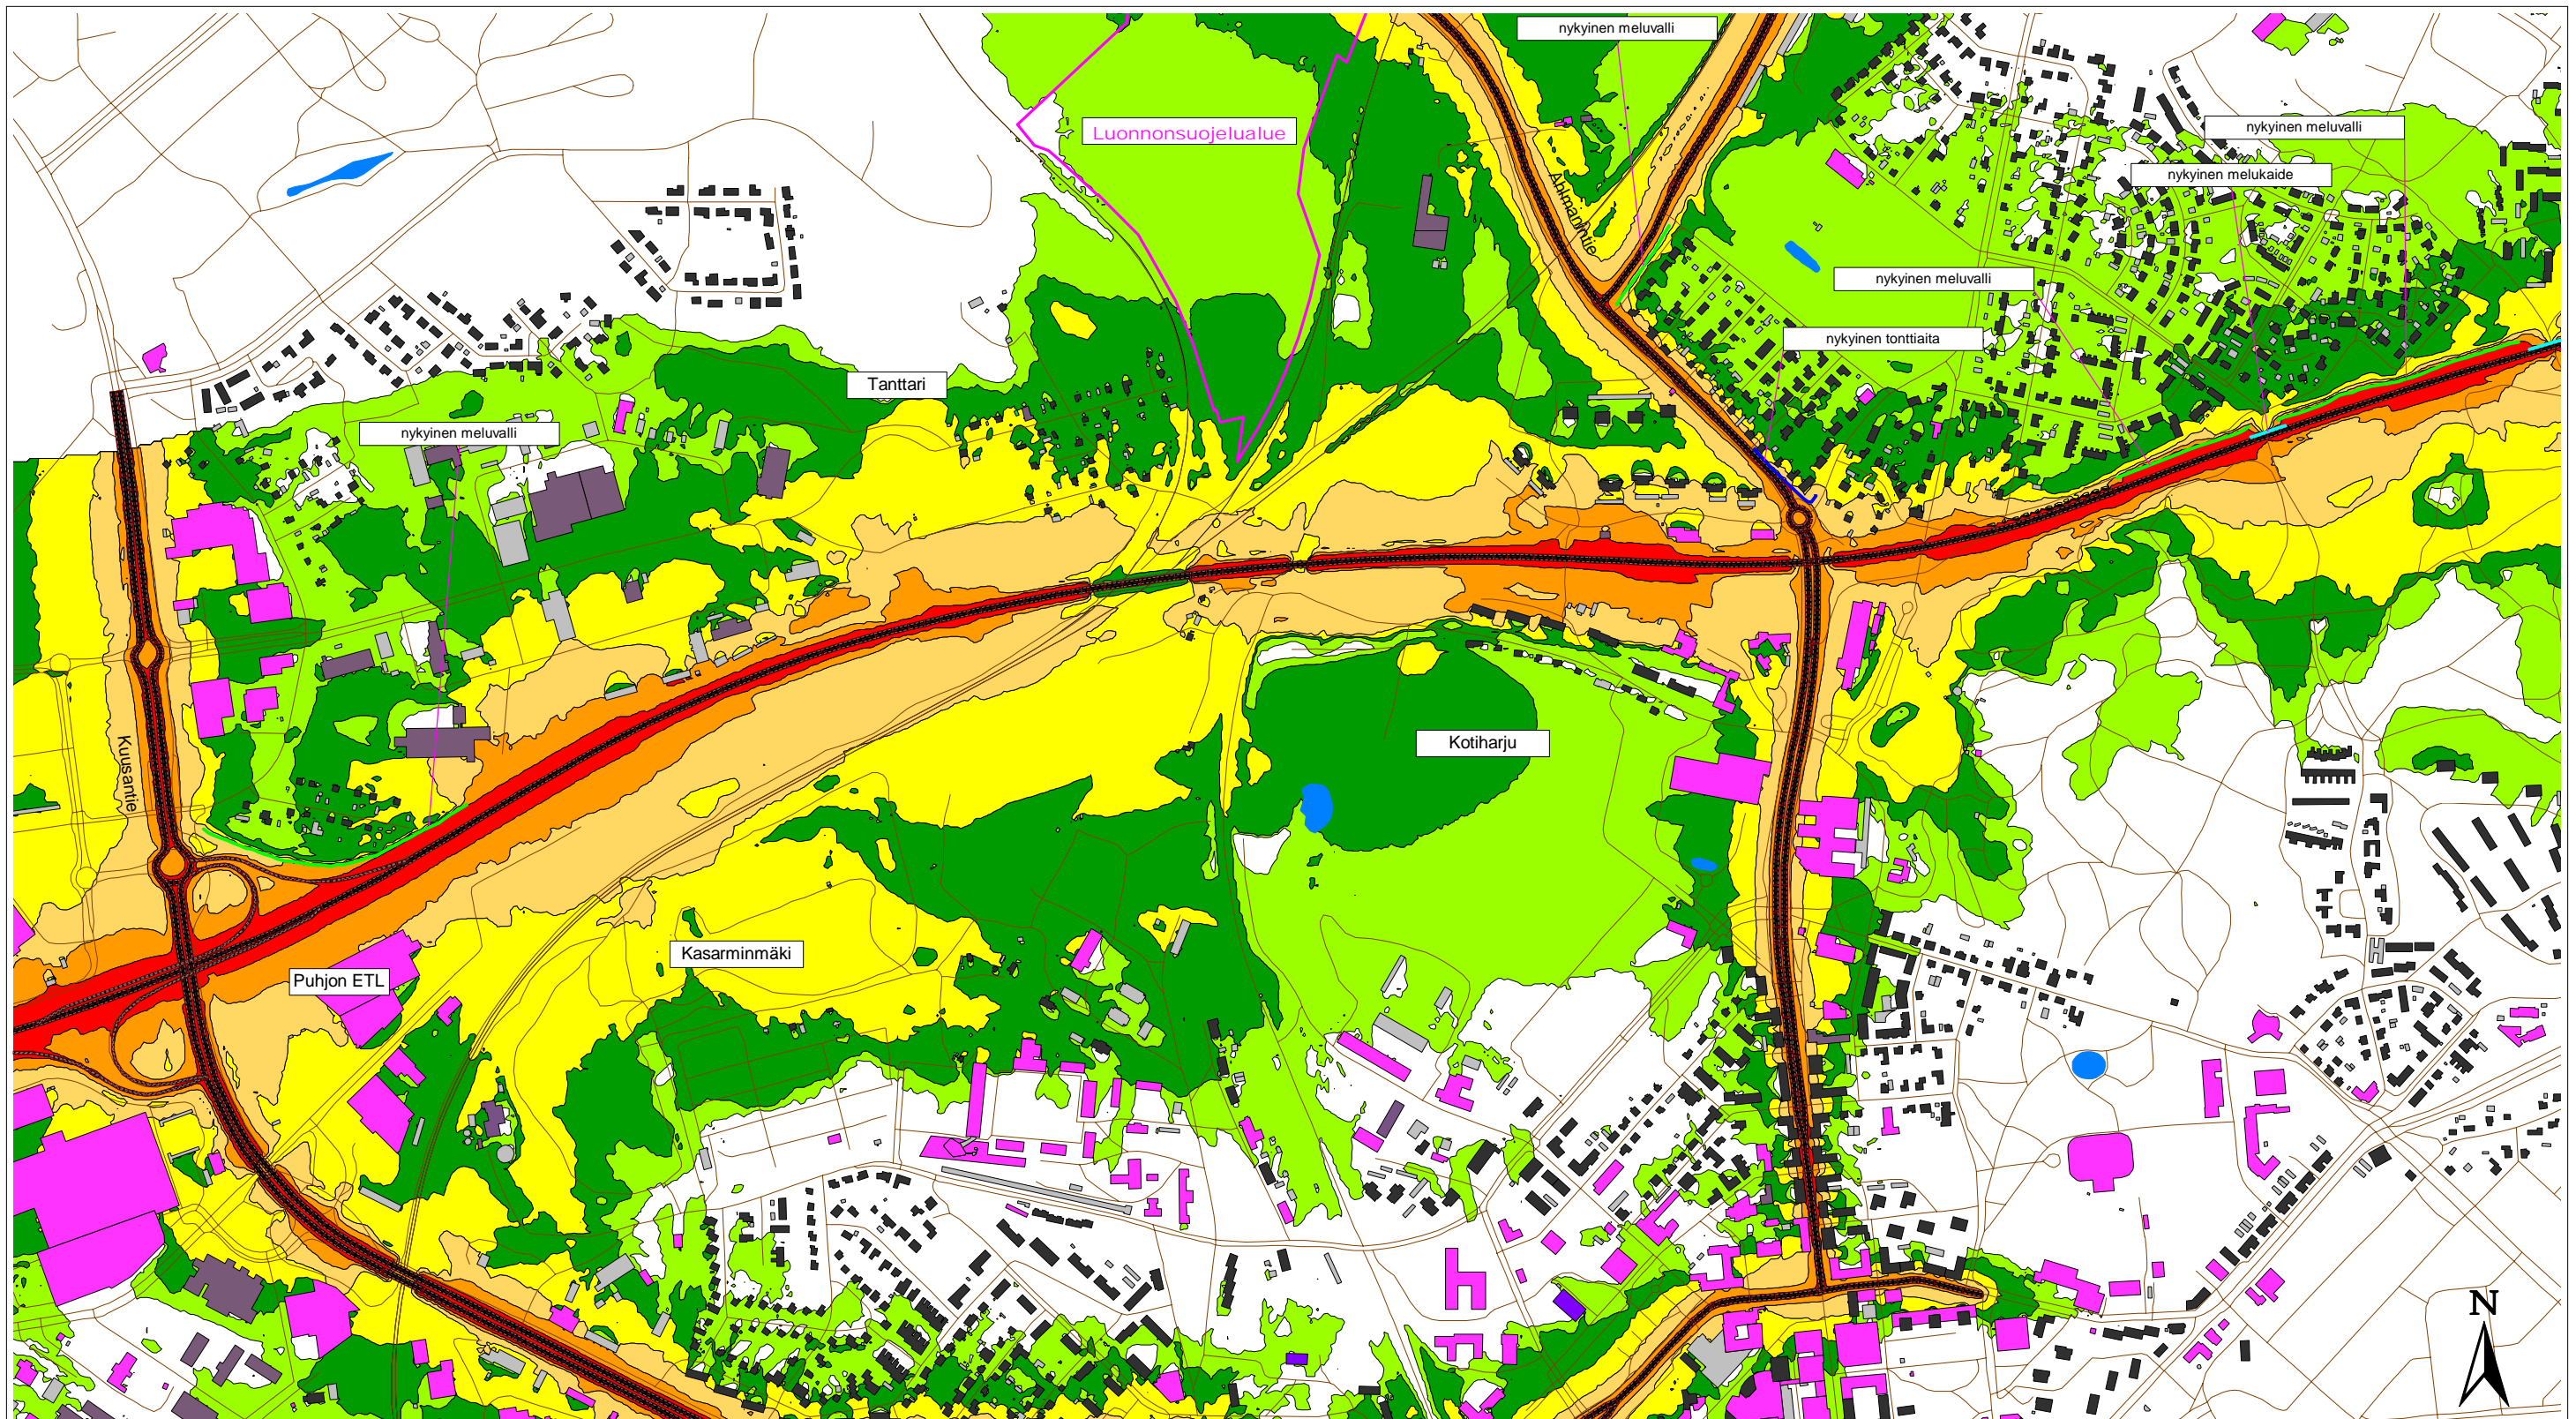 nykyinen meluvalli
Luonnonsuojelualue
nykyinen meluvalli
nykyinen melukaide
Ahlmanintie
nykyinen meluvalli
nykyinen tonttiaita
Tanttari
nykyinen meluvalli
Kotiharju
Kuusantie
Kasarminmäki
Puhjon ETL
N